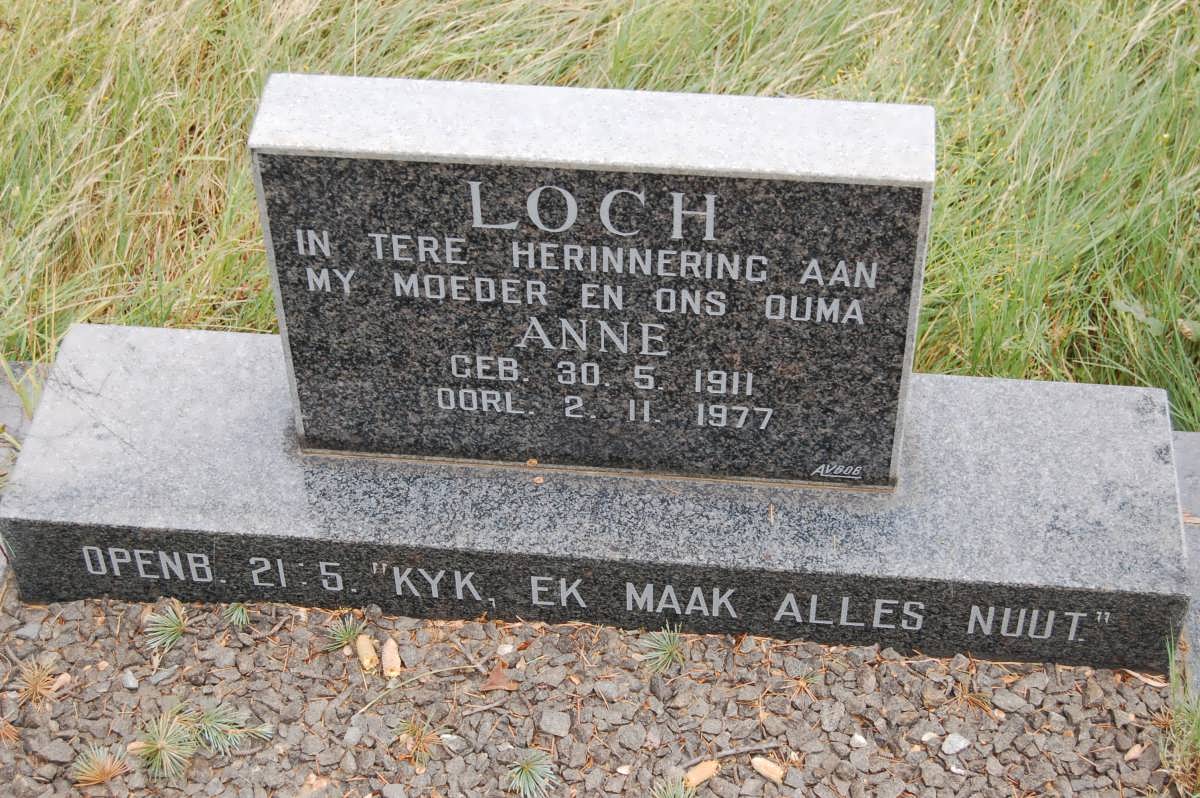 LOCH
IN TERE HERINNERING AAN
MY MOEDER EN ONS OUMA
ANNE
GEB. 30. 5. 1911
OORL. 2. 11. 1977
AVBOB
OPENB. 21:5. "KYK, EK MAAK ALLES NUUT."